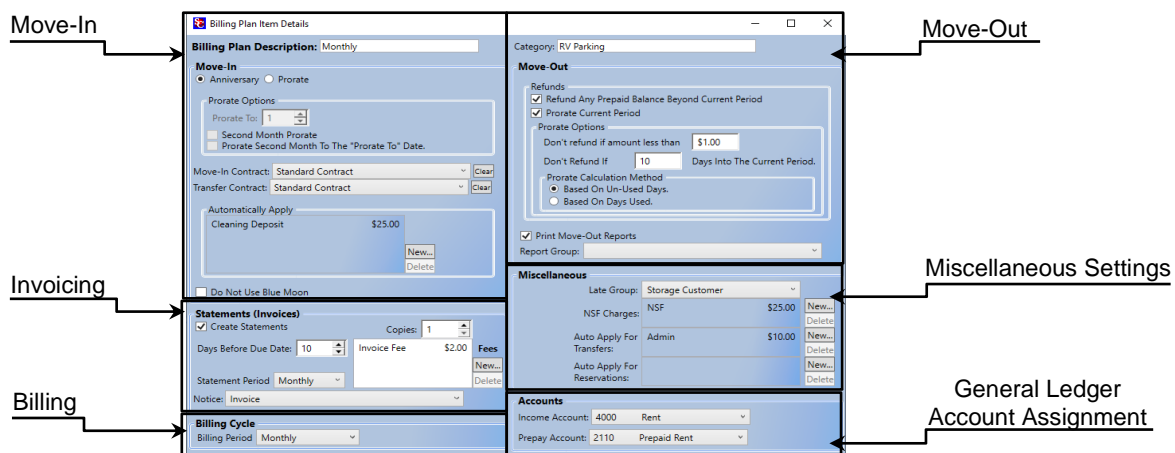 Move-In
Invoicing
Billing
Billing Plan Item Details
Billing Plan Description: Monthly
Move-In
Anniversary Prorate
Prorate Options
Prorate To: 1
Second Month Prorate
Prorate Second Month To The "Prorate To" Date.
Move-In Contract: Standard Contract Clear
Transfer Contract: Standard Contract Clear
Automatically Apply
Cleaning Deposit $25.00
New...
Delete
Do Not Use Blue Moon
Statements (Invoices)
Create Statements Copies: 1
Days Before Due Date: 10 Invoice Fee $2.00 Fees
New...
Statement Period Monthly Delete
Notice: Invoice
Billing Cycle
Billing Period Monthly
Category: RV Parking
Move-Out
Refunds
Refund Any Prepaid Balance Beyond Current Period
Prorate Current Period
Prorate Options
Don't refund if amount less than $1.00
Don't Refund If 10 Days Into The Current Period.
Prorate Calculation Method
Based On Un-Used Days.
Based On Days Used.
Print Move-Out Reports
Report Group:
Miscellaneous
Late Group: Storage Customer
NSF Charges: NSF $25.00 New...
Delete
Auto Apply For Admin $10.00 New...
Transfers: Delete
Auto Apply For New...
Reservations: Delete
Accounts
Income Account: 4000 Rent
Prepay Account: 2110 Prepaid Rent
Move-Out
Miscellaneous Settings
General Ledger
Account Assignment